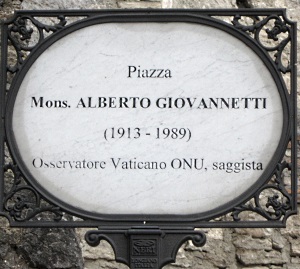 Piazza
Mons. ALBERTO GIOVANNETTI
(1913 - 1989)
Osservatore Vaticano ONU, saggista